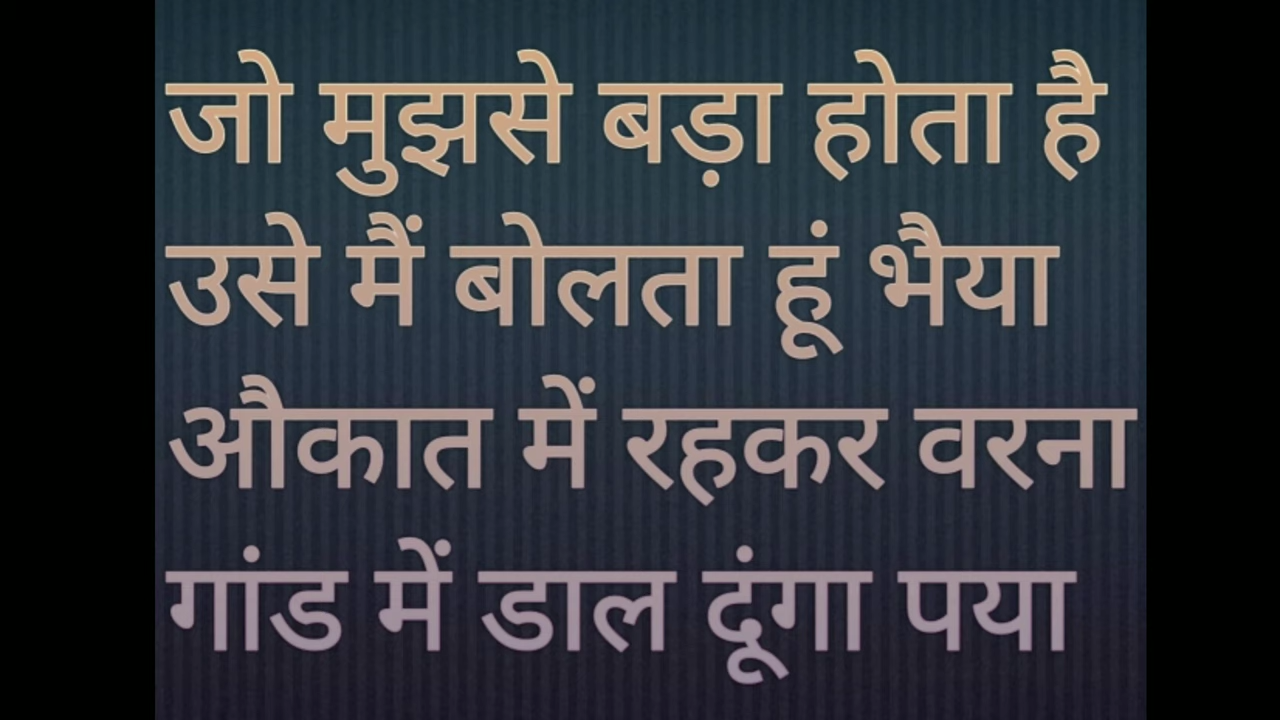 जो मुझसे बड़ा होता है
उसे मैं बोलता हूं भैया
औकात में रहकर वरना
गांड में डाल दूंगा पया